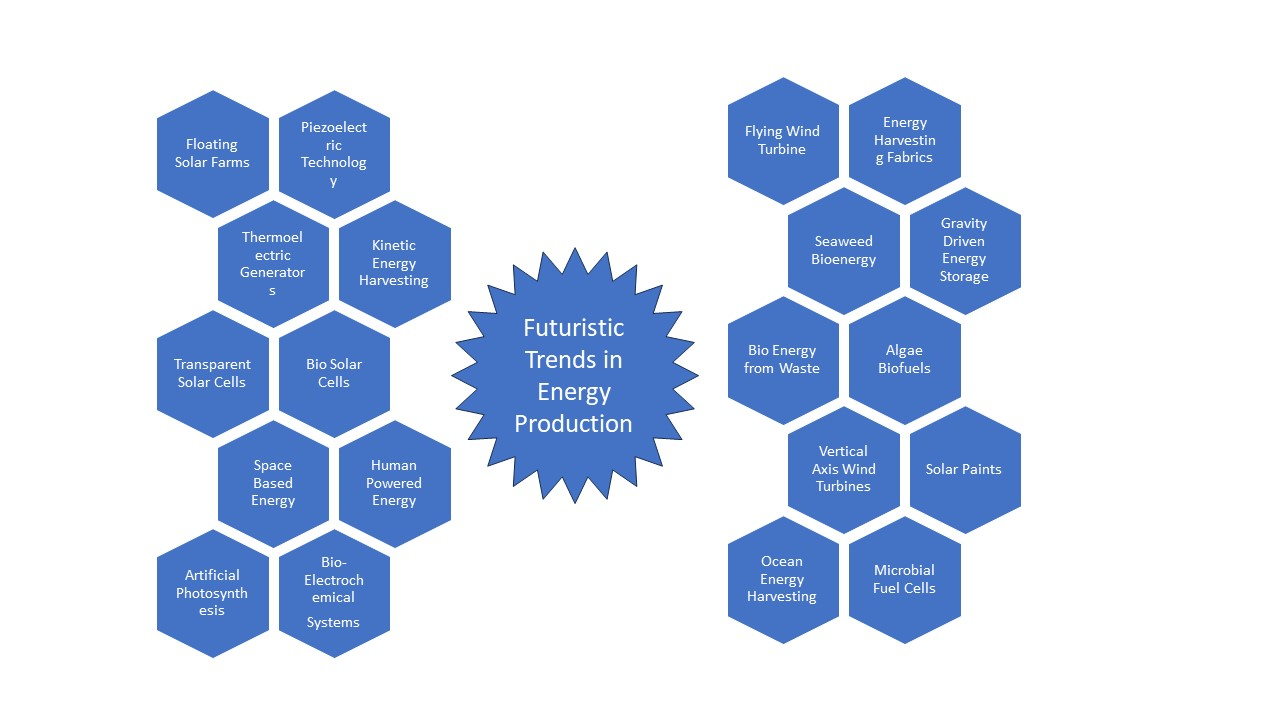 Floating
Solar Farms
Piezoelect
ric
Technolog
y
Thermoel
ectric
Generator
s
Kinetic
Energy
Harvesting
Transparent
Solar Cells
Bio Solar
Cells
Space
Based
Energy
Human
Powered
Energy
Artificial
Photosynth
esis
Bio-
Electroch
emical
Systems
Futuristic
Trends in
Energy
Production
Flying Wind
Turbine
Energy
Harvestin
g Fabrics
Seaweed
Bioenergy
Gravity
Driven
Energy
Storage
Bio Energy
from Waste
Algae
Biofuels
Vertical
Axis Wind
Turbines
Solar Paints
Ocean
Energy
Harvesting
Microbial
Fuel Cells